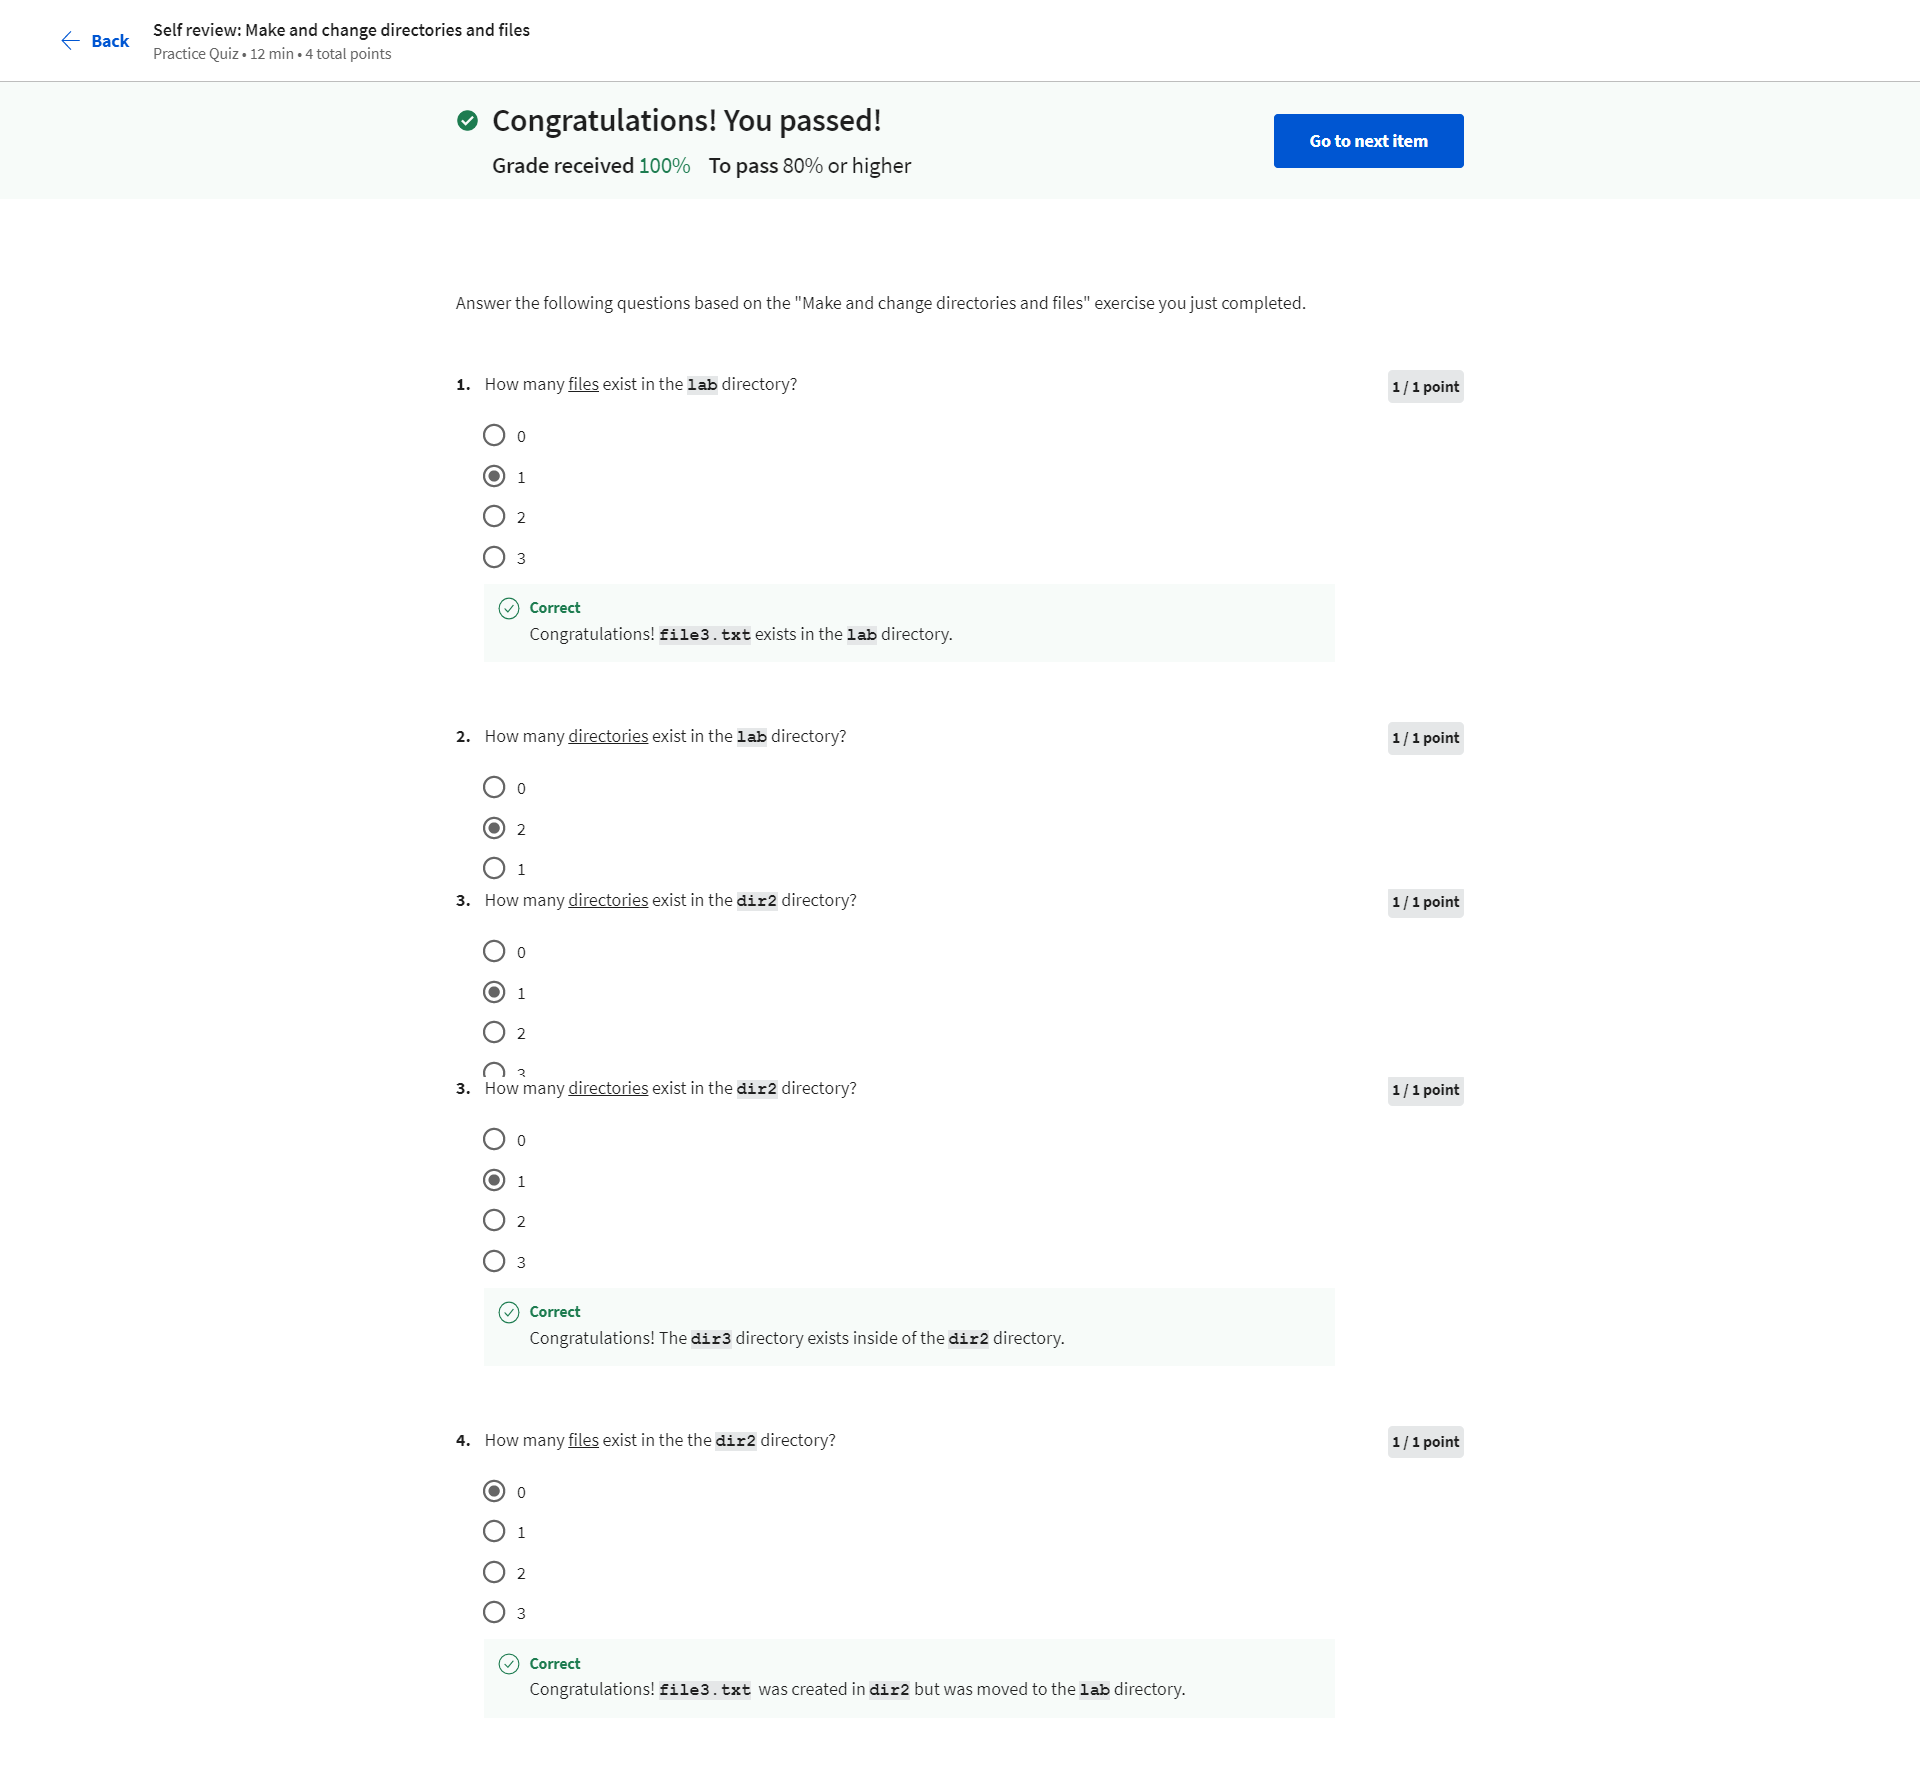 Back
Self review: Make and change directories and files
Practice Quiz • 12 min • 4 total points
Congratulations! You passed!
Grade received 100% To pass 80% or higher
Go to next item
Answer the following questions based on the "Make and change directories and files" exercise you just completed.
1. How many files exist in the lab directory?
1 / 1 point
0
1
2
3
Correct
Congratulations! file3.txt exists in the lab directory.
2. How many directories exist in the lab directory?
1 / 1 point
0
2
1
3. How many directories exist in the dir2 directory?
1 / 1 point
0
1
2
3
3. How many directories exist in the dir2 directory?
1 / 1 point
0
1
2
3
Correct
Congratulations! The dir3 directory exists inside of the dir2 directory.
4. How many files exist in the the dir2 directory?
1 / 1 point
0
1
2
3
Correct
Congratulations! file3.txt was created in dir2 but was moved to the lab directory.